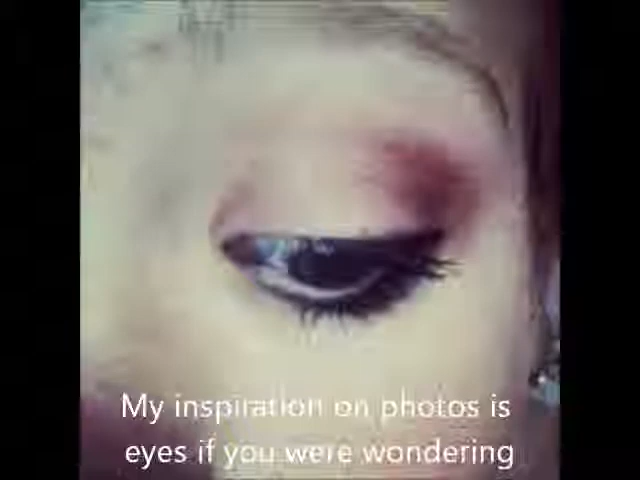 My inspiration on photos is
eyes if you were wondering